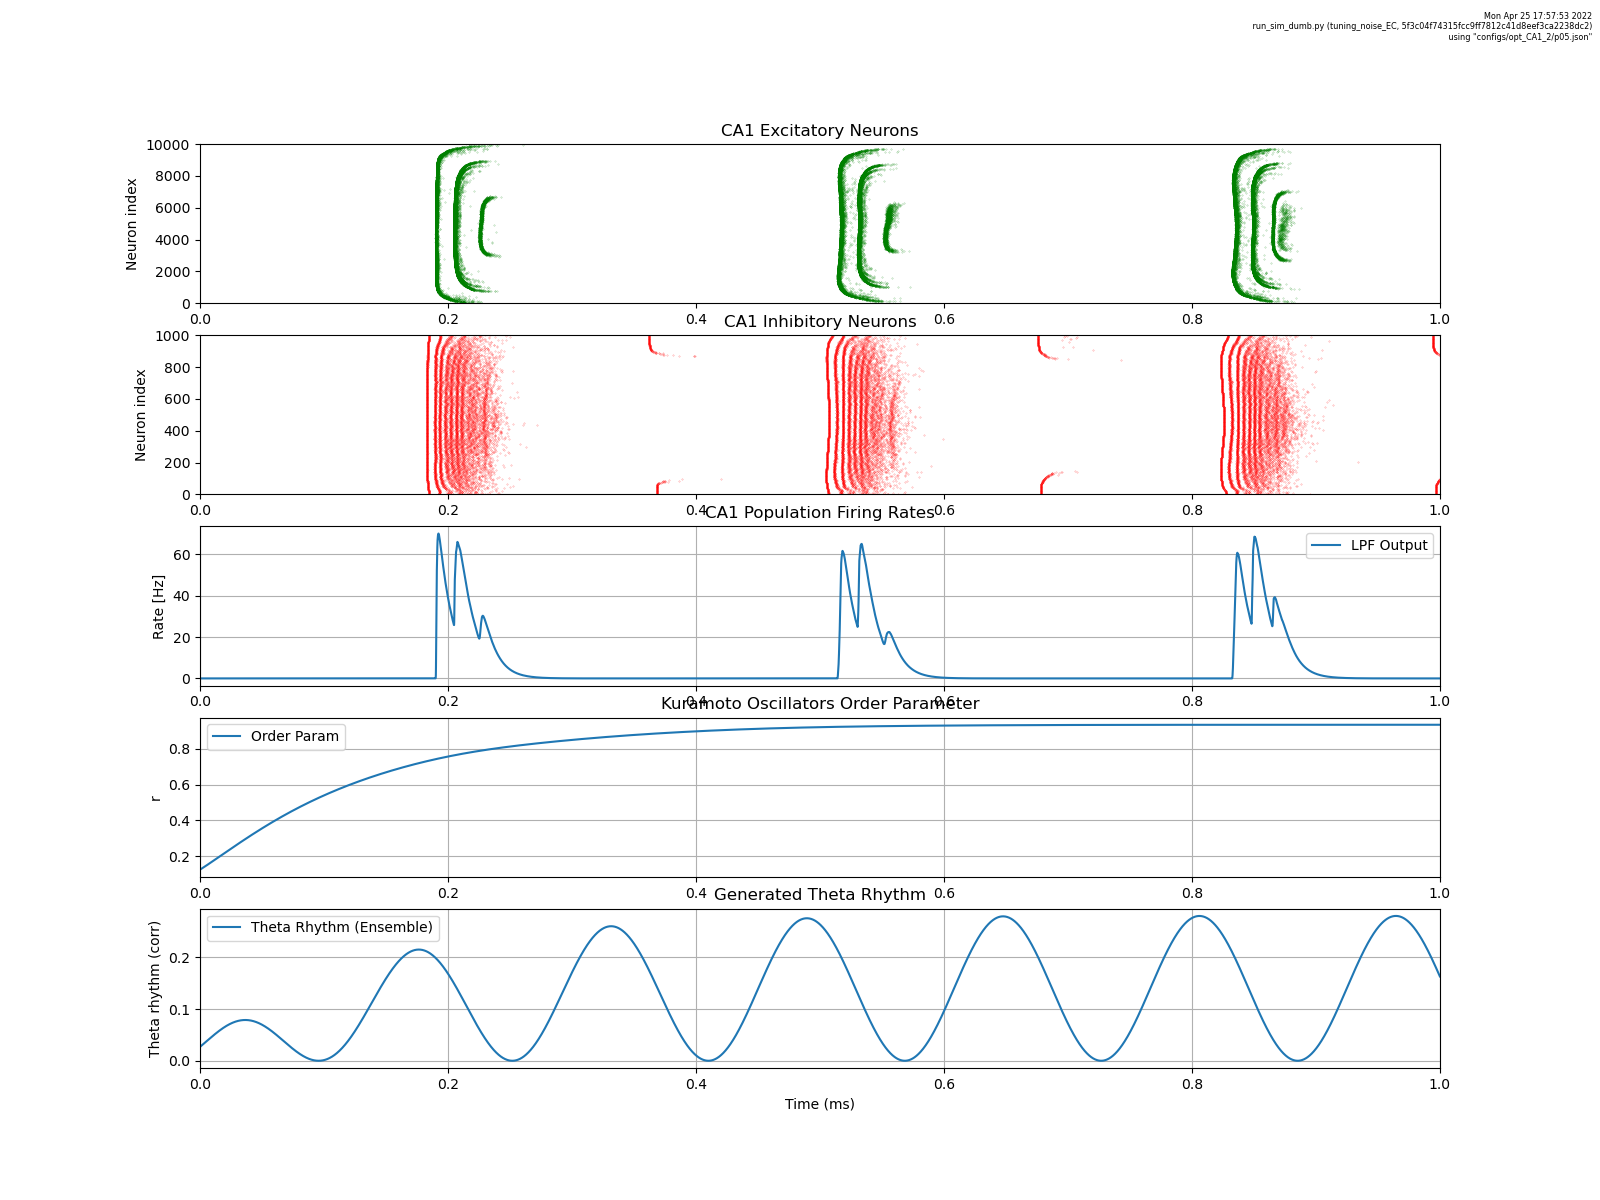 Mon Apr 25 17:57:53 2022
run_sim_dumb.py (tuning_noise_EC, 5f3c04f74315fcc9ff7812c41d8eef3ca2238dc2)
using "configs/opt_CA1_2/p05.json"
CA1 Excitatory Neurons
Neuron index
10000
8000
6000
4000
2000
0
0.0 0.2 0.4 0.6 0.8 1.0
CA1 Inhibitory Neurons
Neuron index
1000
800
600
400
200
0
0.0 0.2 0.4 0.6 0.8 1.0
CA1 Population Firing Rates
LPF Output
Rate [Hz]
60
40
20
0
0.0 0.2 0.4 0.6 0.8 1.0
Kuramoto Oscillators Order Parameter
Order Param
r
0.8
0.6
0.4
0.2
0.0 0.2 0.4 0.6 0.8 1.0
Generated Theta Rhythm
Theta Rhythm (Ensemble)
Theta rhythm (corr)
0.2
0.1
0.0
0.0 0.2 0.4 0.6 0.8 1.0
Time (ms)